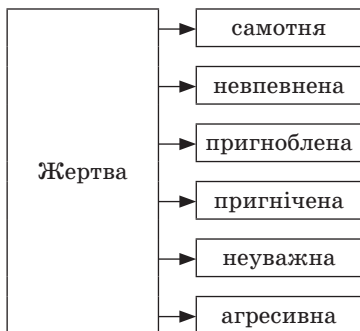 самотня
невпевнена
пригноблена
Жертва
пригнічена
неуважна
агресивна